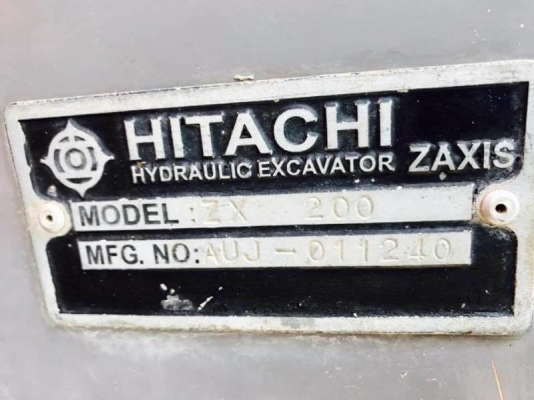 HITACHI
HYDRAULIC EXCAVATOR ZAXIS
MODEL: ZX 200
MFG. NO: AUJ-011240